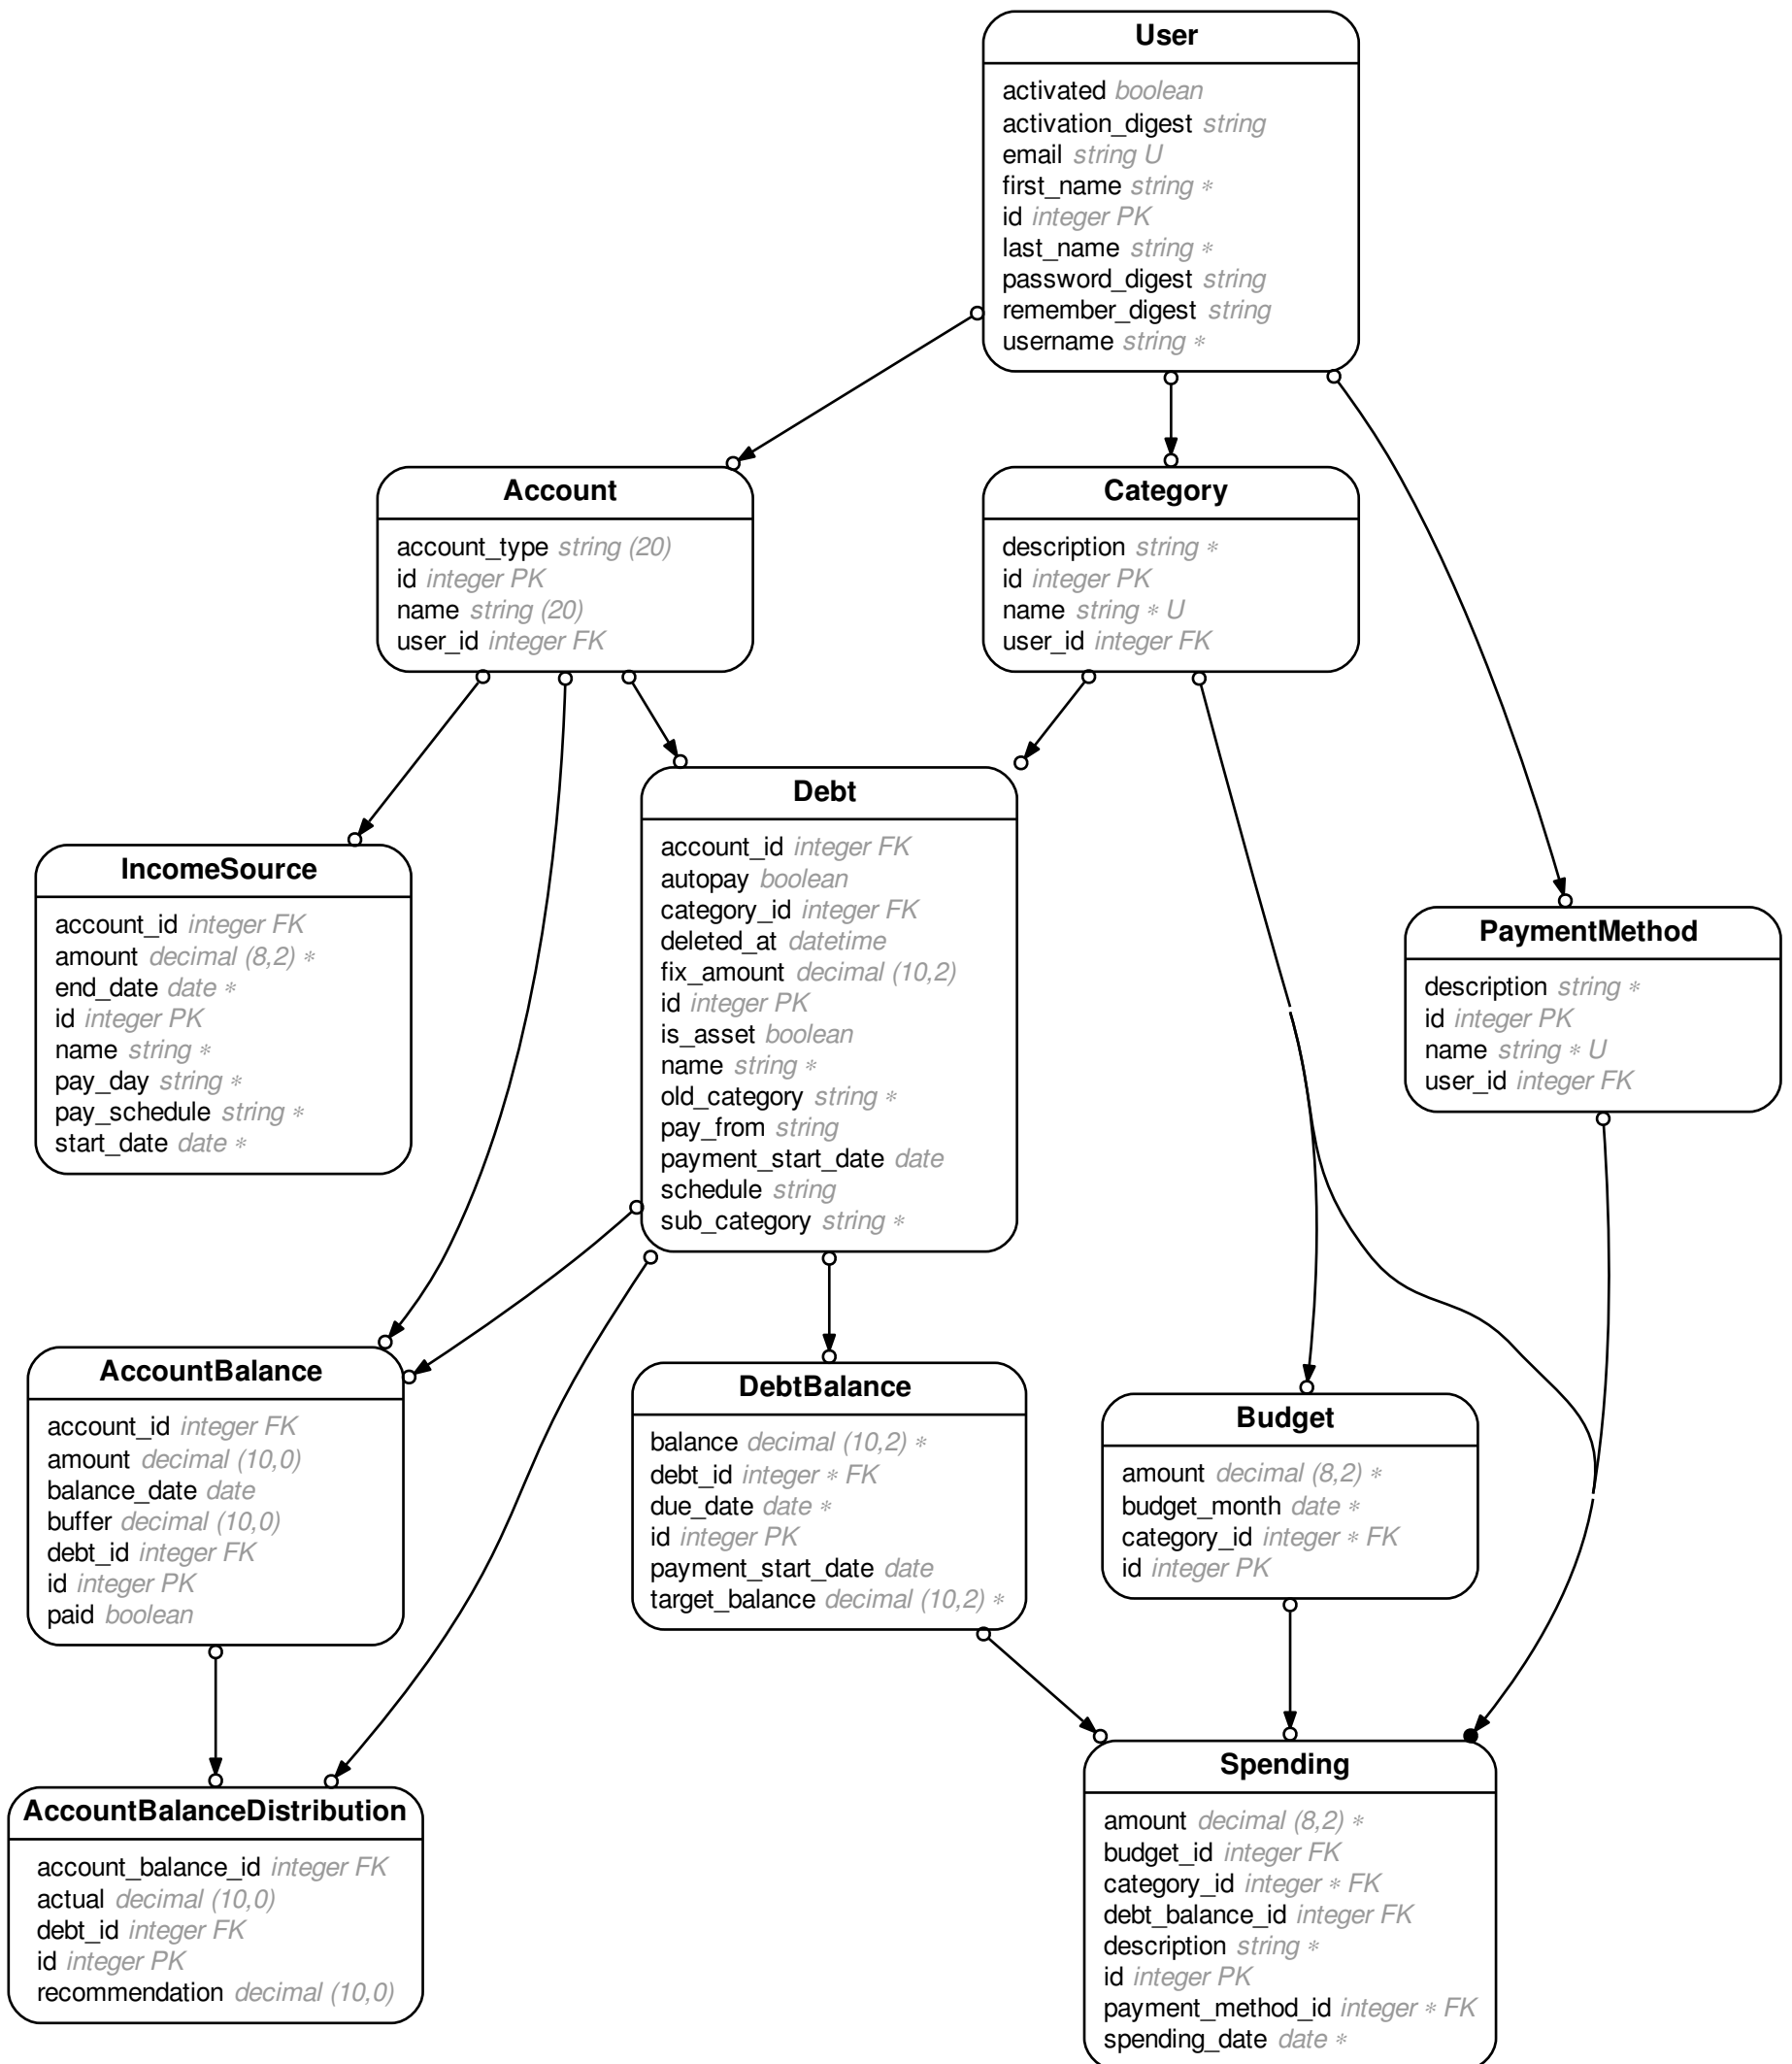 User
activated boolean
activation_digest string
email string U
first_name string ∗
id integer PK
last_name string ∗
password_digest string
remember_digest string
username string ∗
Account
account_type string (20)
id integer PK
name string (20)
user_id integer FK
Category
description string ∗
id integer PK
name string ∗ U
user_id integer FK
Debt
account_id integer FK
autopay boolean
category_id integer FK
deleted_at datetime
fix_amount decimal (10,2)
id integer PK
is_asset boolean
name string ∗
old_category string ∗
pay_from string
payment_start_date date
schedule string
sub_category string ∗
IncomeSource
account_id integer FK
amount decimal (8,2) ∗
end_date date ∗
id integer PK
name string ∗
pay_day string ∗
pay_schedule string ∗
start_date date ∗
PaymentMethod
description string ∗
id integer PK
name string ∗ U
user_id integer FK
AccountBalance
account_id integer FK
amount decimal (10,0)
balance_date date
buffer decimal (10,0)
debt_id integer FK
id integer PK
paid boolean
DebtBalance
balance decimal (10,2) ∗
debt_id integer ∗ FK
due_date date ∗
id integer PK
payment_start_date date
target_balance decimal (10,2) ∗
Budget
amount decimal (8,2) ∗
budget_month date ∗
category_id integer ∗ FK
id integer PK
AccountBalanceDistribution
account_balance_id integer FK
actual decimal (10,0)
debt_id integer FK
id integer PK
recommendation decimal (10,0)
Spending
amount decimal (8,2) ∗
budget_id integer FK
category_id integer ∗ FK
debt_balance_id integer FK
description string ∗
id integer PK
payment_method_id integer ∗ FK
spending_date date ∗